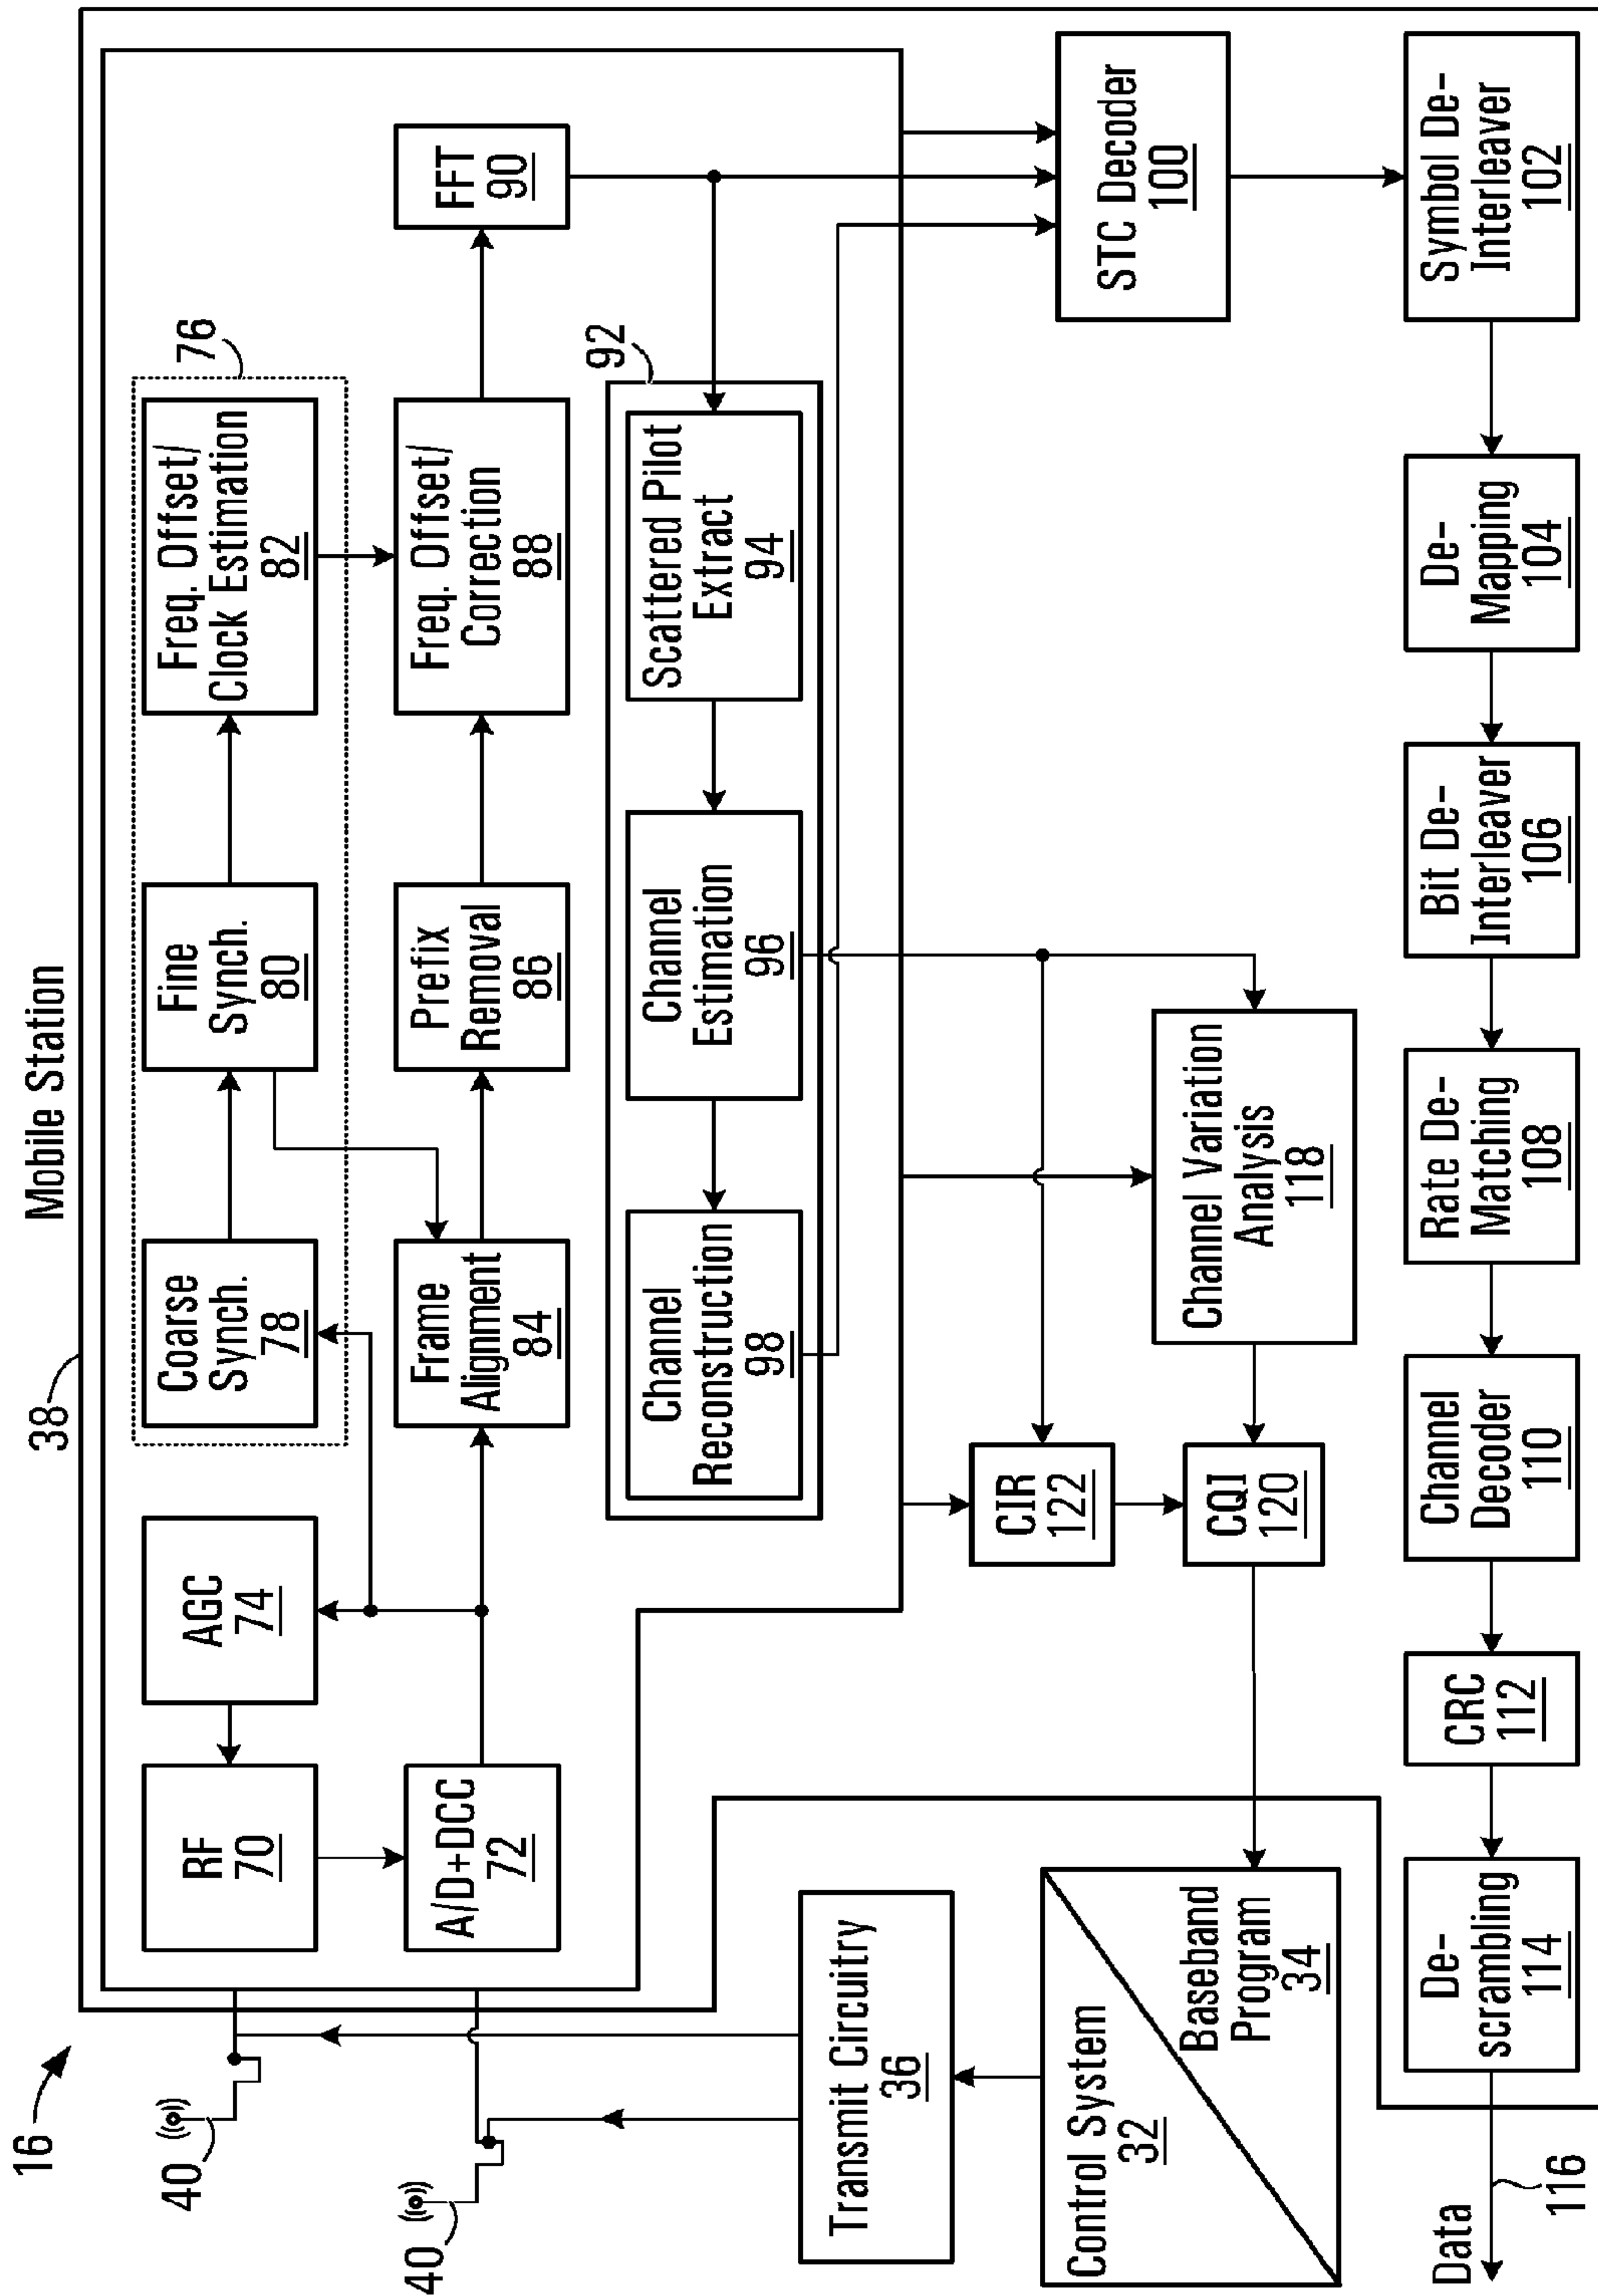 Mobile Station
16
38
40
40
RF
70
AGC
74
A/D+DCC
72
76
Coarse
Synch.
78
Fine
Synch.
80
Freq. Offset/
Clock Estimation
82
Frame
Alignment
84
Prefix
Removal
86
Freq. Offset/
Correction
88
FFT
90
92
Channel
Reconstruction
98
Channel
Estimation
96
Scattered Pilot
Extract
94
Transmit Circuitry
36
Control System
32
Baseband
Program
34
CIR
122
CQI
120
Channel Variation
Analysis
118
STC Decoder
100
Data
116
De-
scrambling
114
CRC
112
Channel
Decoder
110
Rate De-
Matching
108
Bit De-
Interleaver
106
De-
Mapping
104
Symbol De-
Interleaver
102